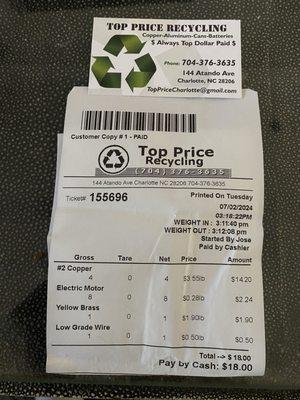 TOP PRICE RECYCLING
Copper-Aluminum-Cans-Batteries
$ Always Top Dollar Paid $
Phone: 704-376-3635
144 Atando Ave
Charlotte, NC 28206
TopPriceCharlotte@gmail.com
Customer Copy # 1 - PAID
Top Price
Recycling
(704) 376-3635
144 Atando Ave Charlotte NC 28206 704-376-3635
Printed On Tuesday
Ticket# 155696
07/02/2024
03:18:22PM
WEIGHT IN : 3:11:40 pm
WEIGHT OUT : 3:12:08 pm
Started By Jose
Paid by Cashier
Gross Tare Net Price Amount
#2 Copper
4 0 4 $3.55lb $14.20
Electric Motor
8 0 8 $0.28lb $2.24
Yellow Brass
1 0 1 $1.90lb $1.90
Low Grade Wire
1 0 1 $0.50lb $0.50
Total --> $18.00
Pay by Cash: $18.00